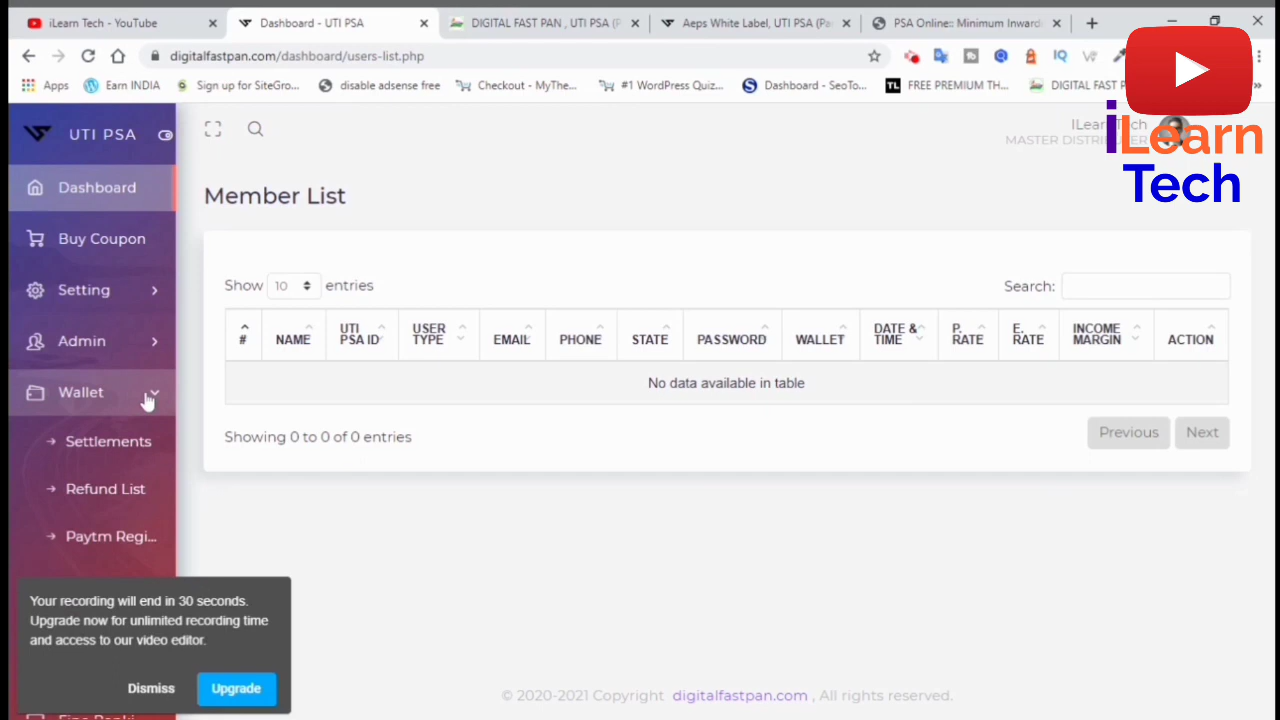 iLearn Tech - YouTube
Dashboard - UTI PSA
DIGITAL FAST PAN , UTI PSA (P
Aeps White Label, UTI PSA (Pa
PSA Online:: Minimum Inward
digitalfastpan.com/dashboard/users-list.php
Apps
Earn INDIA
Sign up for SiteGro...
disable adsense free
Checkout - MyThe...
#1 WordPress Quiz...
Dashboard - SeoTo...
FREE PREMIUM TH...
DIGITAL FAST P
UTI PSA
iLearn Tech
MASTER DISTRIBUTER
iLearn
Tech
Dashboard
Buy Coupon
Setting
Admin
Wallet
Settlements
Refund List
Paytm Regi...
Member List
Show 10 entries
Search:
#
NAME
UTI PSA ID
USER TYPE
EMAIL
PHONE
STATE
PASSWORD
WALLET
DATE & TIME
P. RATE
E. RATE
INCOME MARGIN
ACTION
No data available in table
Showing 0 to 0 of 0 entries
Previous
Next
Your recording will end in 30 seconds.
Upgrade now for unlimited recording time
and access to our video editor.
Dismiss
Upgrade
© 2020-2021 Copyright digitalfastpan.com , All rights reserved.